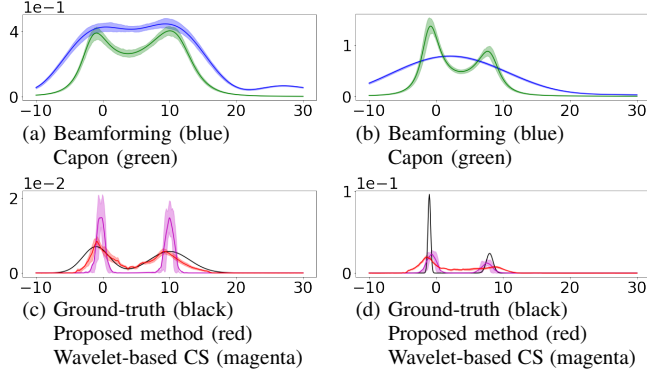 1e−1
4
0
−10 0 10 20 30
(a) Beamforming (blue)
Capon (green)
1
0
−10 0 10 20 30
(b) Beamforming (blue)
Capon (green)
1e−2
2
0
−10 0 10 20 30
(c) Ground-truth (black)
Proposed method (red)
Wavelet-based CS (magenta)
1e−1
1
0
−10 0 10 20 30
(d) Ground-truth (black)
Proposed method (red)
Wavelet-based CS (magenta)